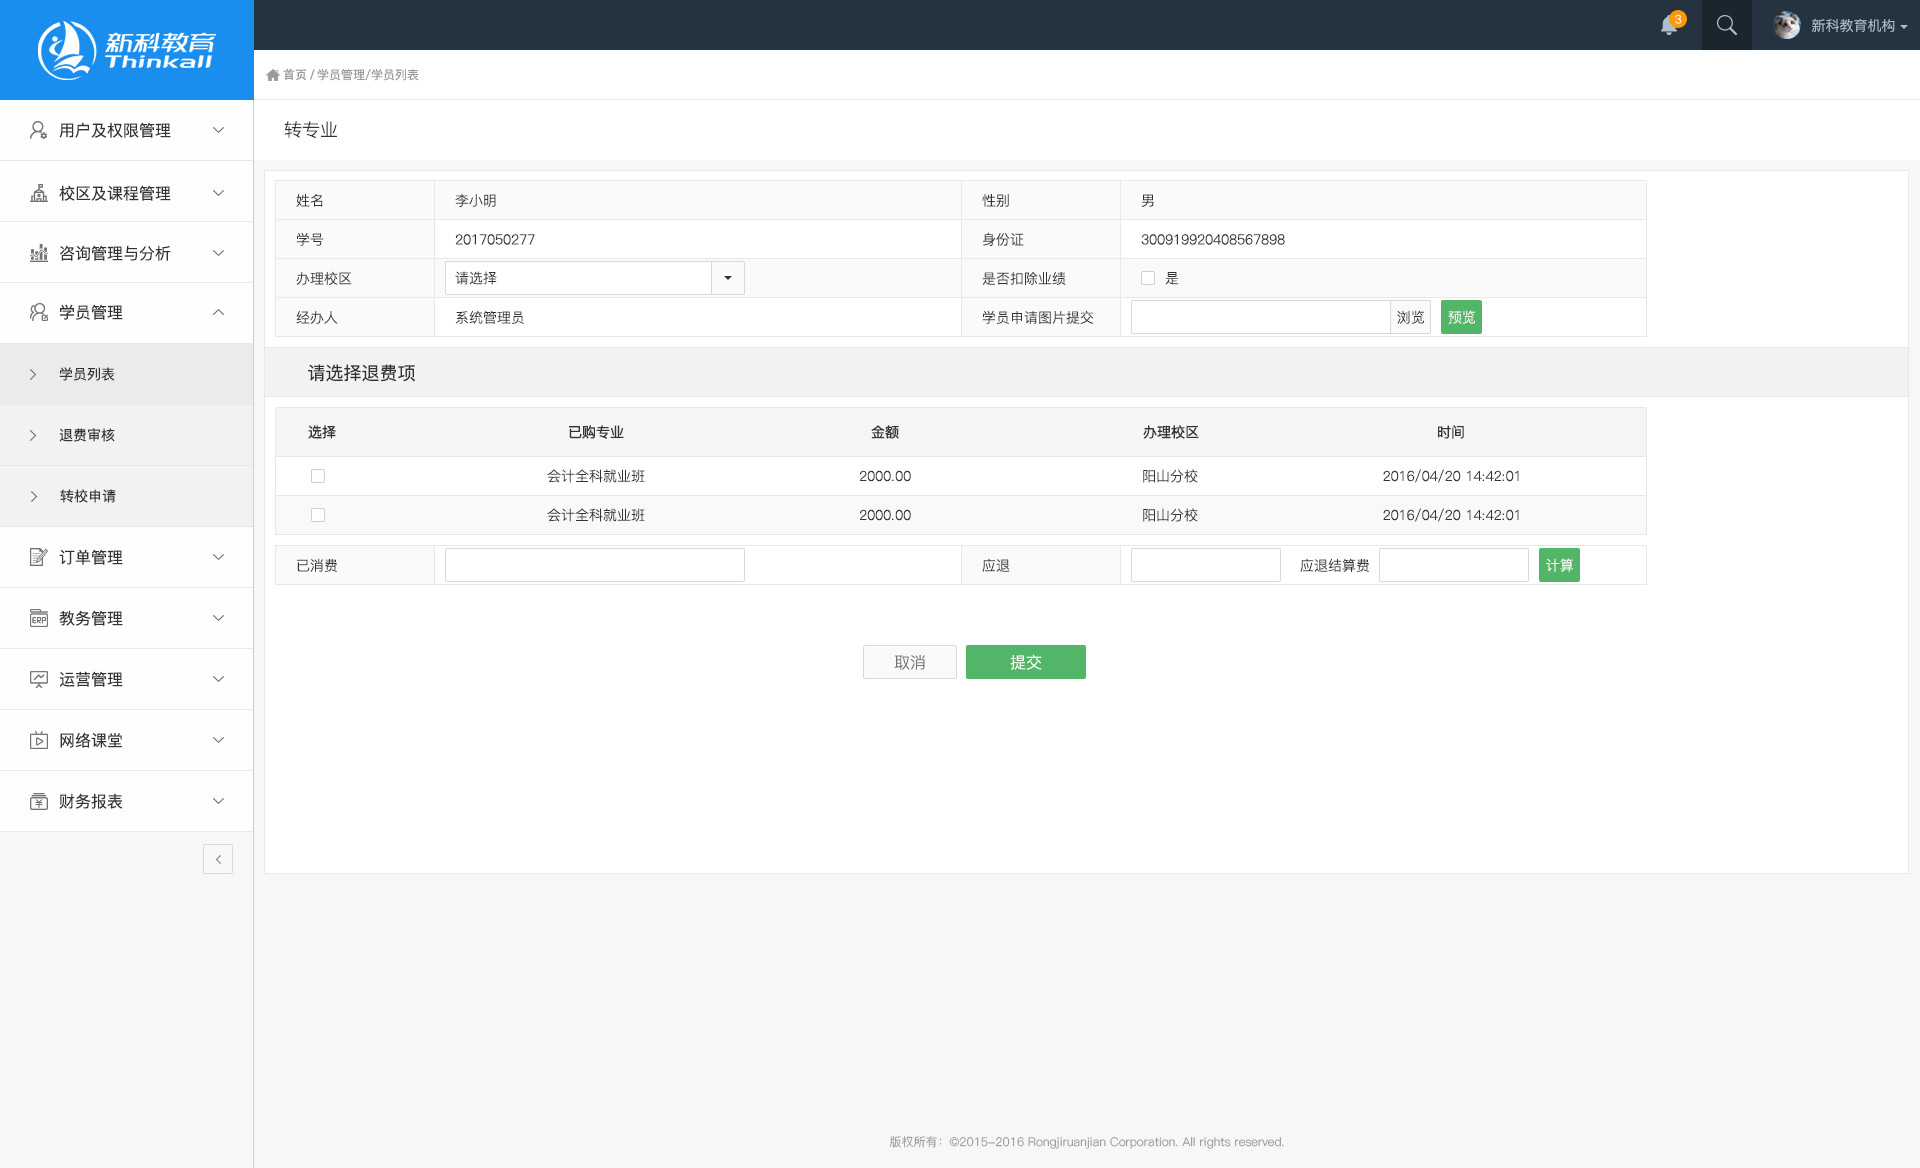 新科教育
Thinkall
3
新科教育机构
首页 / 学员管理/学员列表
转专业
用户及权限管理
校区及课程管理
咨询管理与分析
学员管理
学员列表
退费审核
转校申请
订单管理
ERP 教务管理
运营管理
网络课堂
财务报表
姓名 李小明 性别 男
学号 2017050277 身份证 300919920408567898
办理校区 请选择 是否扣除业绩 是
经办人 系统管理员 学员申请图片提交 浏览 预览
请选择退费项
选择 已购专业 金额 办理校区 时间
会计全科就业班 2000.00 阳山分校 2016/04/20 14:42:01
会计全科就业班 2000.00 阳山分校 2016/04/20 14:42:01
已消费 应退 应退结算费 计算
取消 提交
版权所有：©2015-2016 Rongjiruanjian Corporation. All rights reserved.